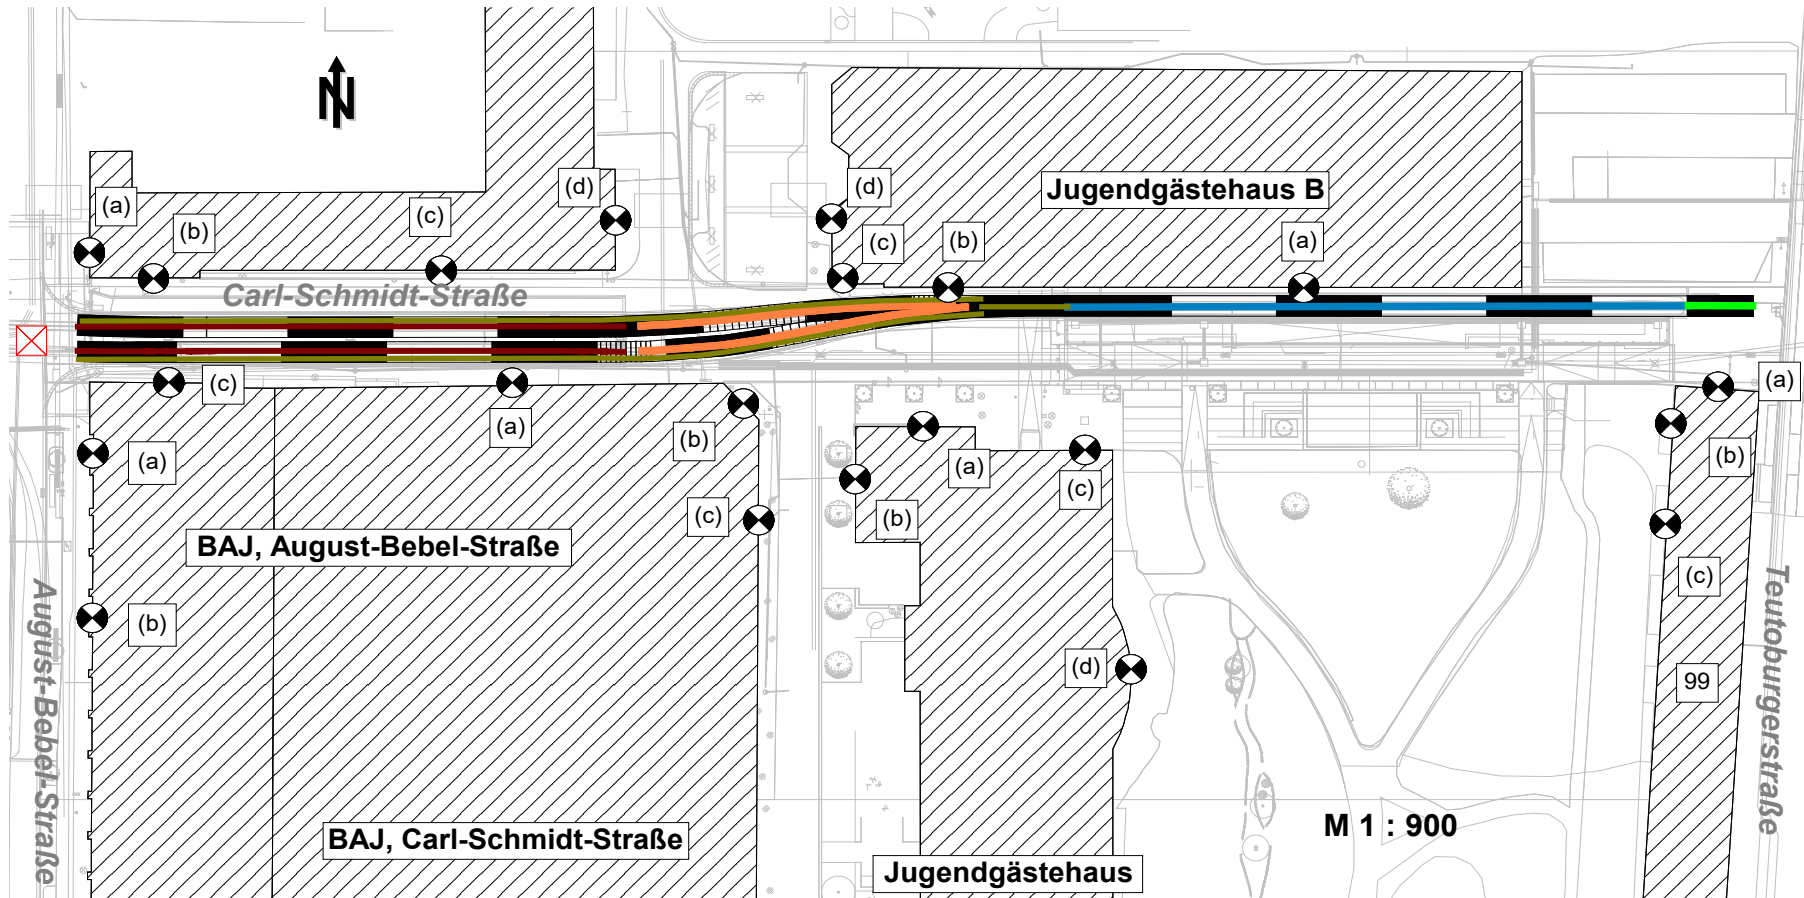 N
(a)
(b)
(c)
(d)
(d)
Jugendgästehaus B
(c)
(b)
(a)
Carl-Schmidt-Straße
(c)
(a)
(b)
(c)
(a)
(b)
BAJ, August-Bebel-Straße
BAJ, Carl-Schmidt-Straße
August-Bebel-Straße
(a)
(b)
(c)
(d)
Jugendgästehaus
(a)
(b)
(c)
99
Teutoburgerstraße
M 1 : 900